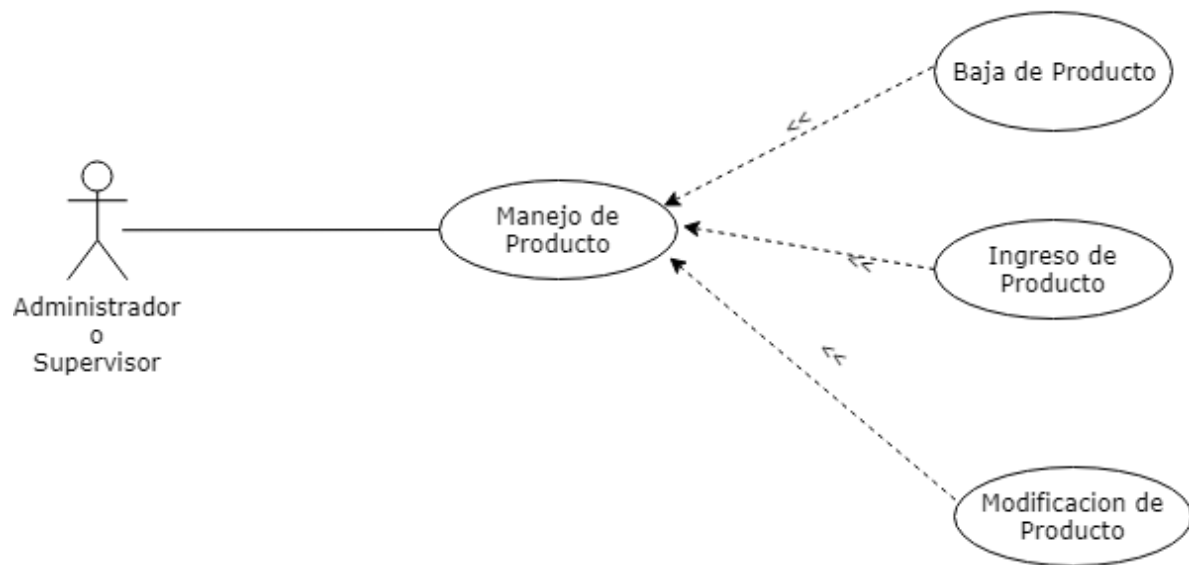 Baja de Producto
<<
Manejo de
Producto
<<
Ingreso de
Producto
Administrador
o
Supervisor
<<
Modificacion de
Producto